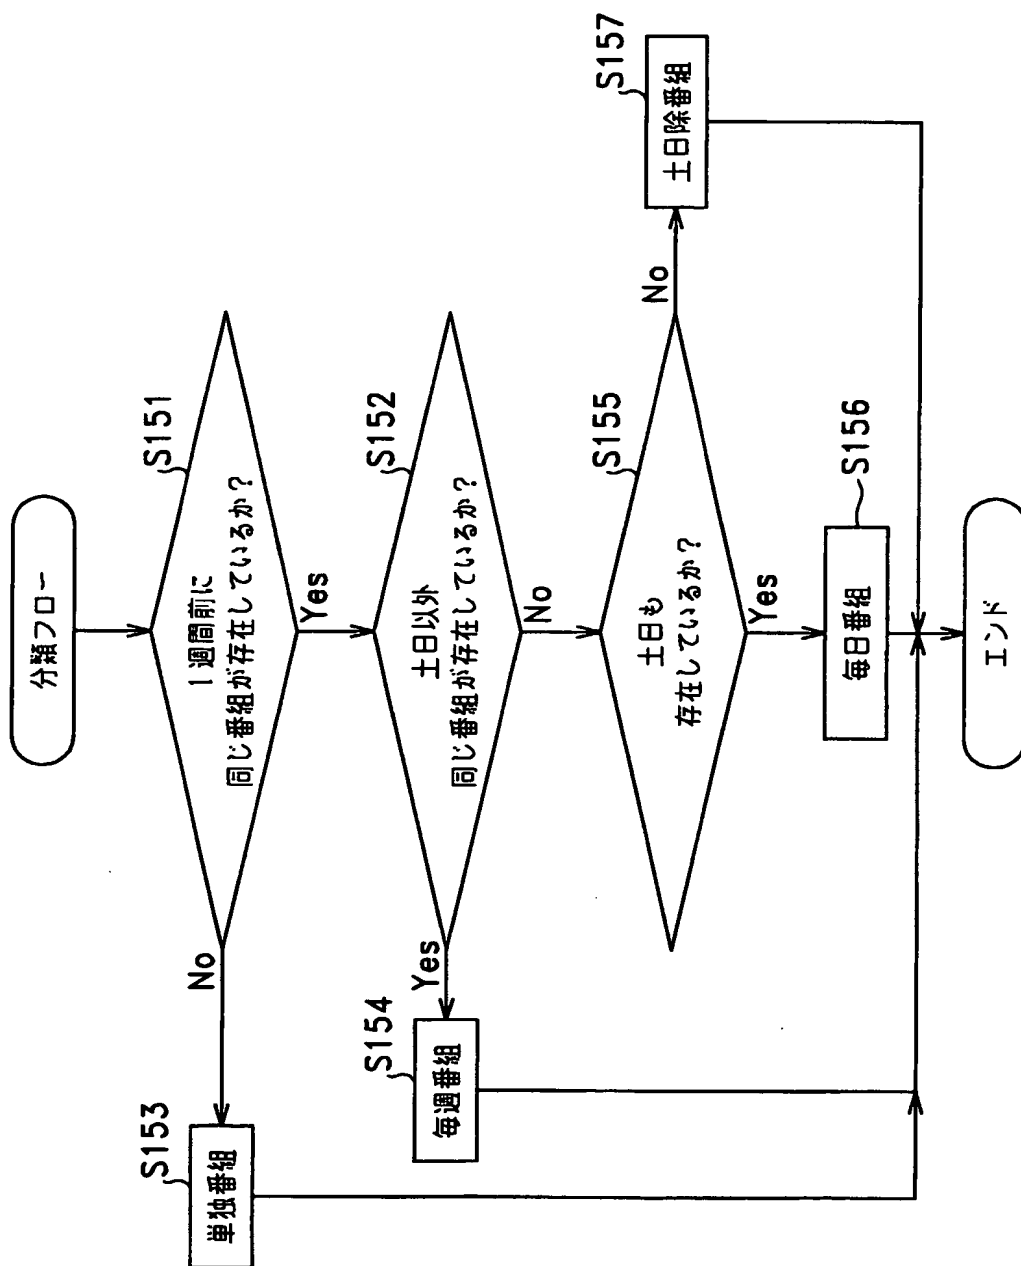 分類フロー
S151
1週間前に
同じ番組が存在しているか?
No
Yes
S153
単独番組
S152
土日以外
同じ番組が存在しているか?
Yes
No
S154
毎週番組
S155
土日も
存在しているか?
No
Yes
S157
土日除番組
S156
毎日番組
エンド